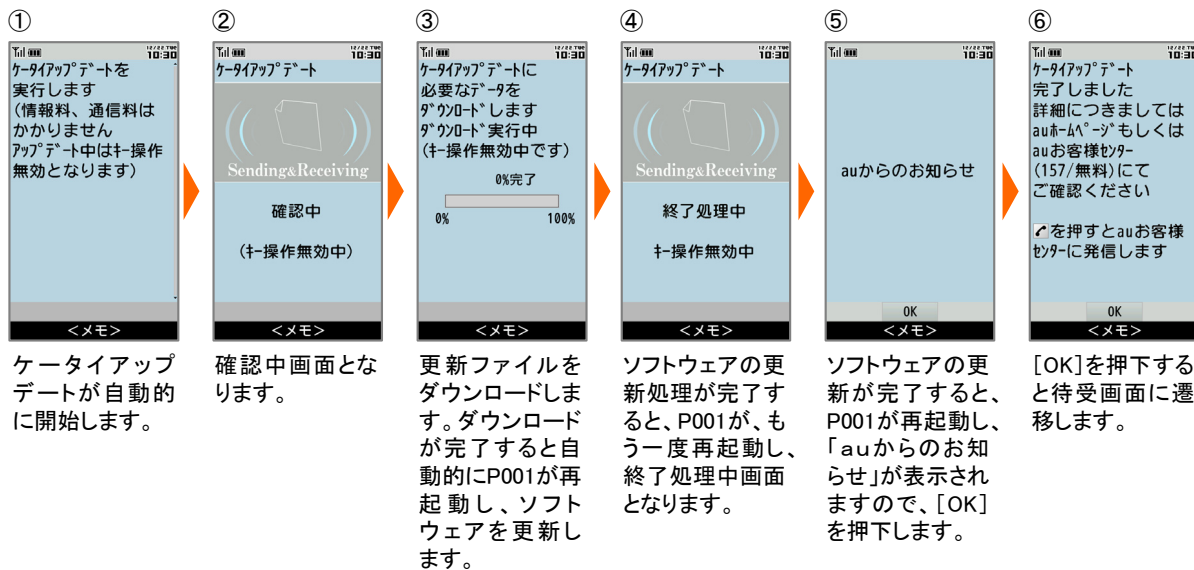 ①
12/22 TUE
10:30
ｹｰﾀｲｱｯﾌﾟﾃﾞｰﾄを
実行します
(情報料、通信料は
かかりません
ｱｯﾌﾟﾃﾞｰﾄ中はｷｰ操作
無効となります)
<メモ>
ケータイアップ
デートが自動的
に開始します。
②
12/22 TUE
10:30
ｹｰﾀｲｱｯﾌﾟﾃﾞｰﾄ
Sending&Receiving
確認中
(ｷｰ操作無効中)
<メモ>
確認中画面とな
ります。
③
12/22 TUE
10:30
ｹｰﾀｲｱｯﾌﾟﾃﾞｰﾄに
必要なﾃﾞｰﾀを
ﾀﾞｳﾝﾛｰﾄﾞします
ﾀﾞｳﾝﾛｰﾄﾞ実行中
(ｷｰ操作無効中です)
0%完了
0% 100%
<メモ>
更新ファイルを
ダウンロードしま
す。ダウンロード
が完了すると自
動的にP001が再
起動し、ソフト
ウェアを更新し
ます。
④
12/22 TUE
10:30
ｹｰﾀｲｱｯﾌﾟﾃﾞｰﾄ
Sending&Receiving
終了処理中
ｷｰ操作無効中
<メモ>
ソフトウェアの更
新処理が完了す
ると、P001が、も
う一度再起動し、
終了処理中画面
となります。
⑤
12/22 TUE
10:30
auからのお知らせ
OK
<メモ>
ソフトウェアの更
新が完了すると、
P001が再起動し、
「ａｕからのお知
らせ」が表示され
ますので、[OK]
を押下します。
⑥
12/22 TUE
10:30
ｹｰﾀｲｱｯﾌﾟﾃﾞｰﾄ
完了しました
詳細につきましては
auﾎｰﾑﾍﾟｰｼﾞもしくは
auお客様ｾﾝﾀｰ
(157/無料)にて
ご確認ください
を押すとauお客様
ｾﾝﾀｰに発信します
OK
<メモ>
[OK]を押下する
と待受画面に遷
移します。